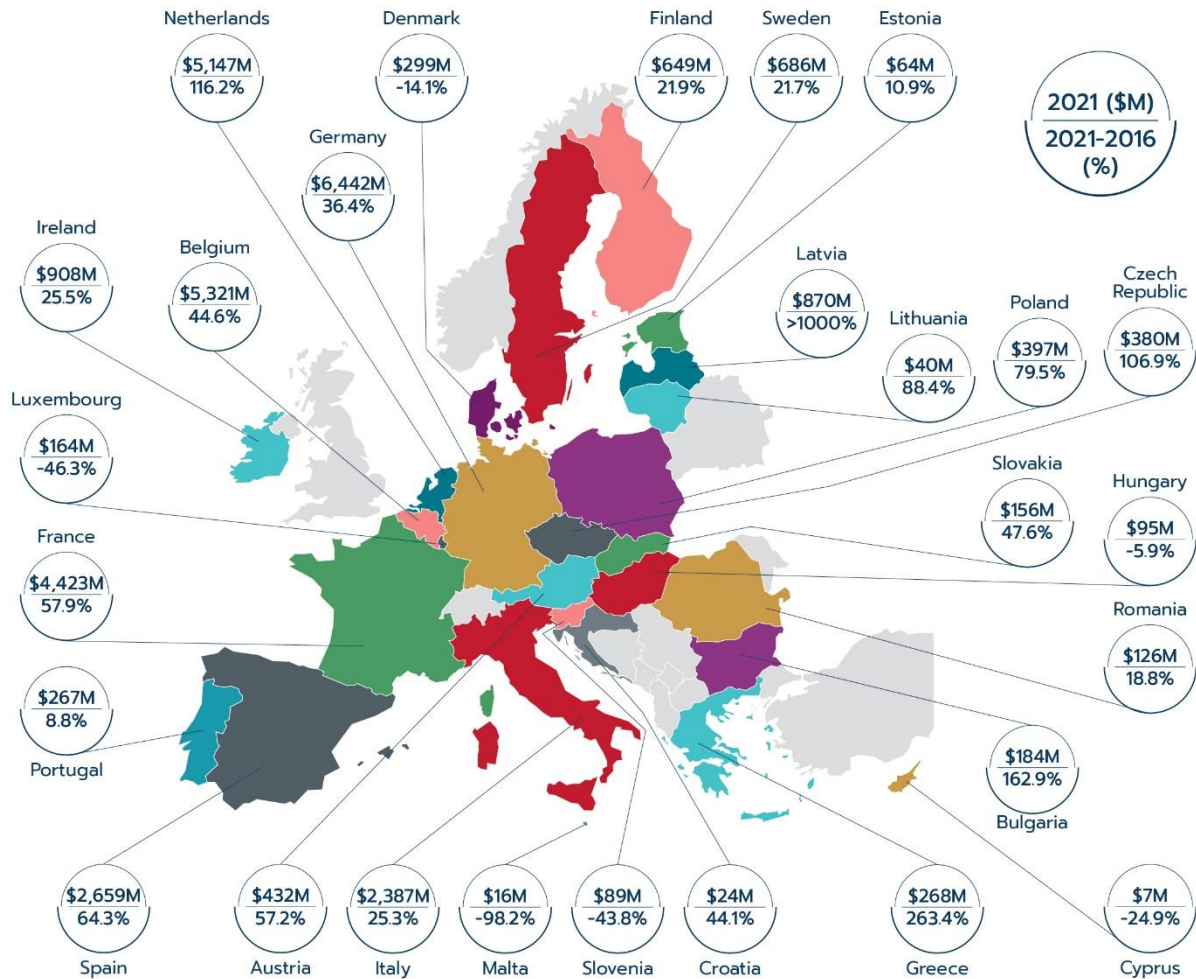 Netherlands
$5,147M
116.2%
Denmark
$299M
-14.1%
Finland
$649M
21.9%
Sweden
$686M
21.7%
Estonia
$64M
10.9%
2021 ($M)
2021-2016
(%)
Germany
$6,442M
36.4%
Ireland
$908M
25.5%
Belgium
$5,321M
44.6%
Latvia
$870M
>1000%
Lithuania
$40M
88.4%
Poland
$397M
79.5%
Czech
Republic
$380M
106.9%
Luxembourg
$164M
-46.3%
Slovakia
$156M
47.6%
Hungary
$95M
-5.9%
France
$4,423M
57.9%
Romania
$126M
18.8%
$267M
8.8%
Portugal
$184M
162.9%
Bulgaria
$2,659M
64.3%
Spain
$432M
57.2%
Austria
$2,387M
25.3%
Italy
$16M
-98.2%
Malta
$89M
-43.8%
Slovenia
$24M
44.1%
Croatia
$268M
263.4%
Greece
$7M
-24.9%
Cyprus